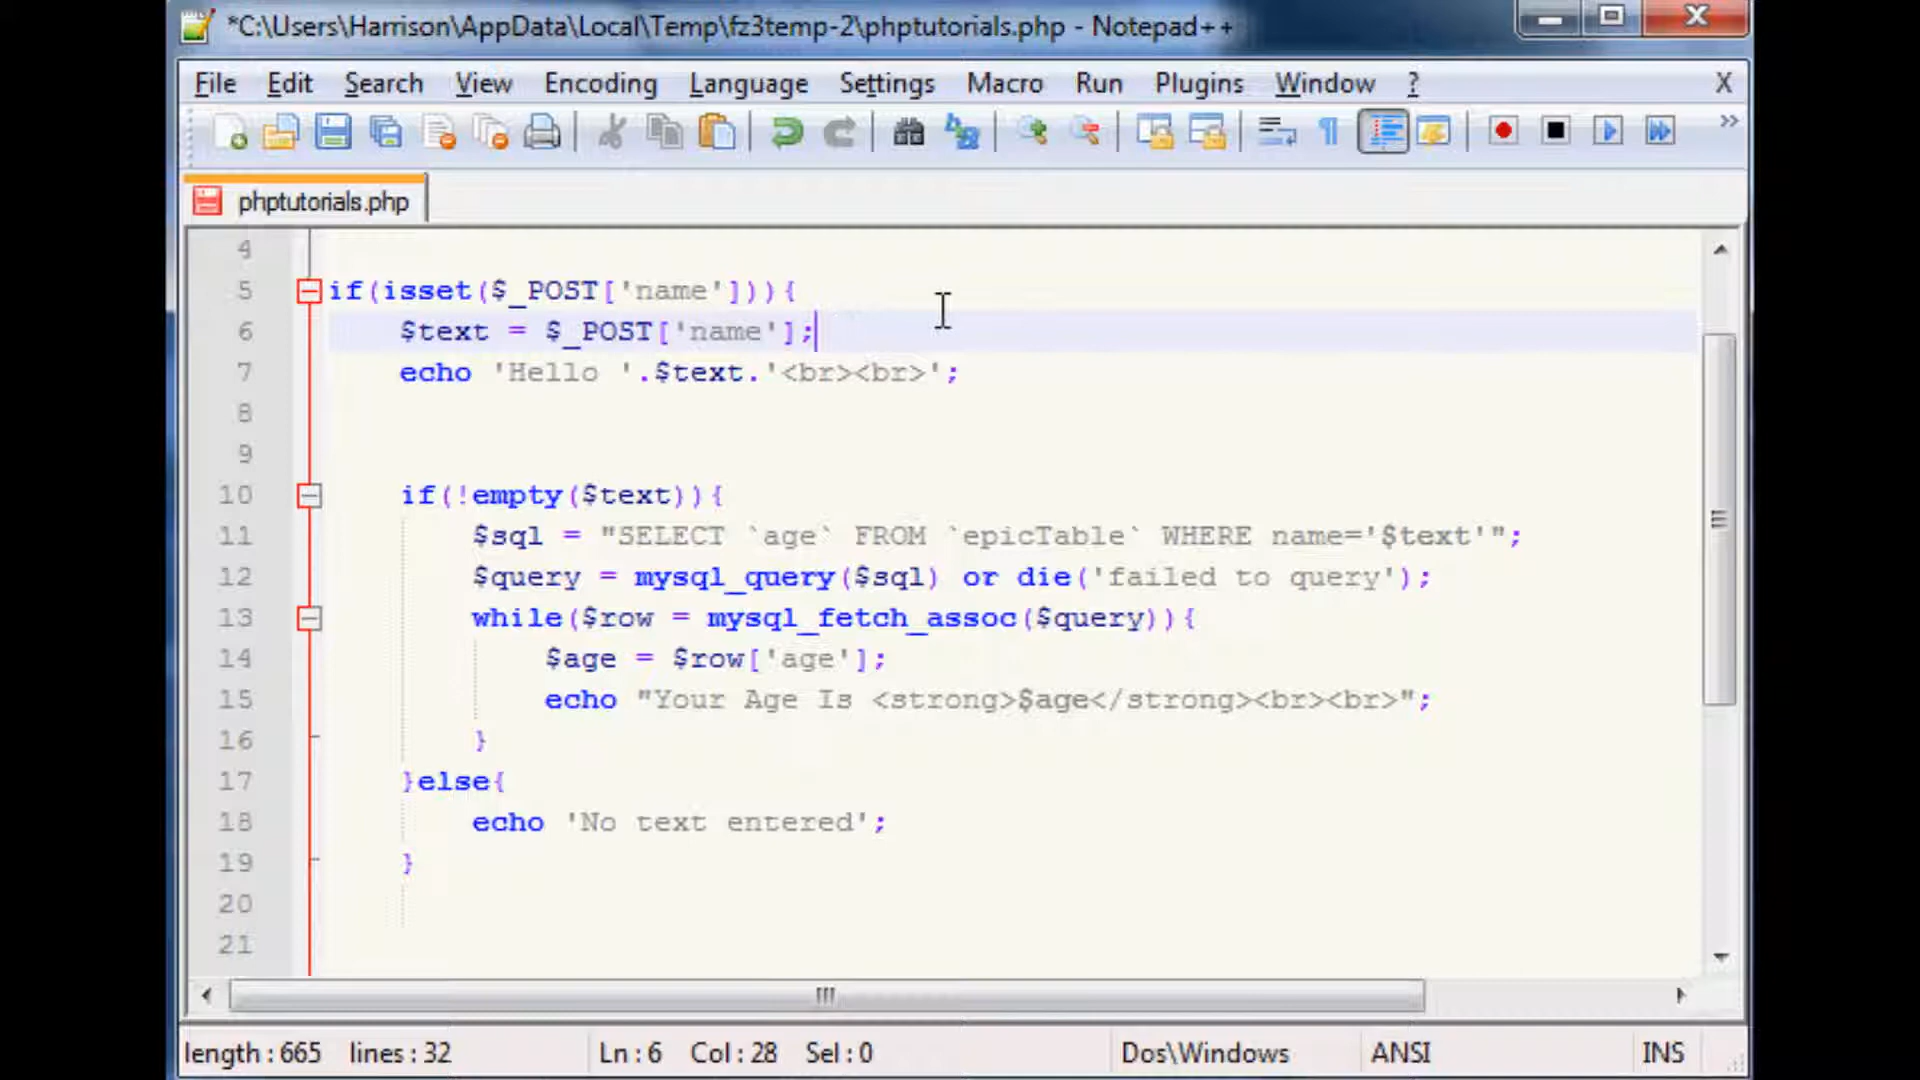 *C:\Users\Harrison\AppData\Local\Temp\fz3temp-2\phptutorials.php - Notepad++
File Edit Search View Encoding Language Settings Macro Run Plugins Window ? X
phptutorials.php
4
5 if(isset($_POST['name'])){
6 $text = $_POST['name'];
7 echo 'Hello '.$text.'<br><br>';
8
9
10 if(!empty($text)){
11 $sql = "SELECT `age` FROM `epicTable` WHERE name='$text'";
12 $query = mysql_query($sql) or die('failed to query');
13 while($row = mysql_fetch_assoc($query)){
14 $age = $row['age'];
15 echo "Your Age Is <strong>$age</strong><br><br>";
16 }
17 }else{
18 echo 'No text entered';
19 }
20
21
length : 665 lines : 32 Ln : 6 Col : 28 Sel : 0 Dos\Windows ANSI INS